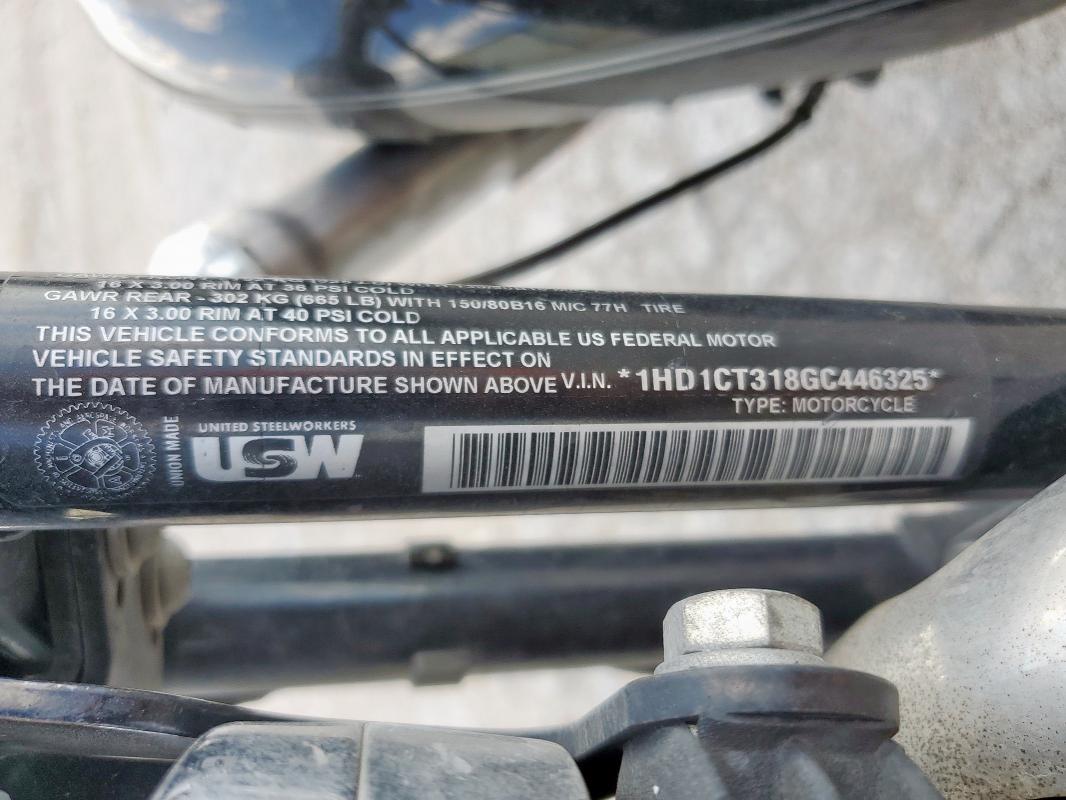 16 X 3.00 RIM AT 36 PSI COLD
GAWR REAR - 302 KG (665 LB) WITH 150/80B16 M/C 77H TIRE
16 X 3.00 RIM AT 40 PSI COLD
THIS VEHICLE CONFORMS TO ALL APPLICABLE US FEDERAL MOTOR
VEHICLE SAFETY STANDARDS IN EFFECT ON
THE DATE OF MANUFACTURE SHOWN ABOVE V.I.N. *1HD1CT318GC446325*
TYPE: MOTORCYCLE
UNION MADE
UNITED STEELWORKERS
USW